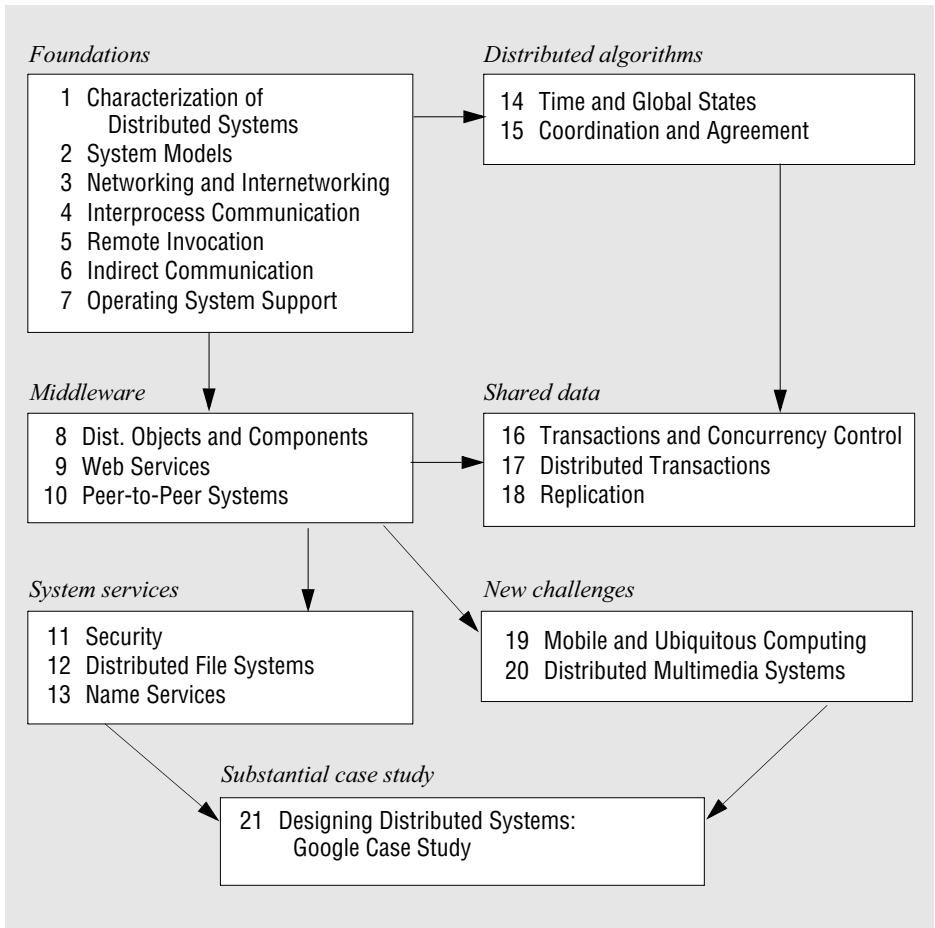 Foundations
1 Characterization of
Distributed Systems
2 System Models
3 Networking and Internetworking
4 Interprocess Communication
5 Remote Invocation
6 Indirect Communication
7 Operating System Support
Distributed algorithms
14 Time and Global States
15 Coordination and Agreement
Middleware
8 Dist. Objects and Components
9 Web Services
10 Peer-to-Peer Systems
Shared data
16 Transactions and Concurrency Control
17 Distributed Transactions
18 Replication
System services
11 Security
12 Distributed File Systems
13 Name Services
New challenges
19 Mobile and Ubiquitous Computing
20 Distributed Multimedia Systems
Substantial case study
21 Designing Distributed Systems:
Google Case Study